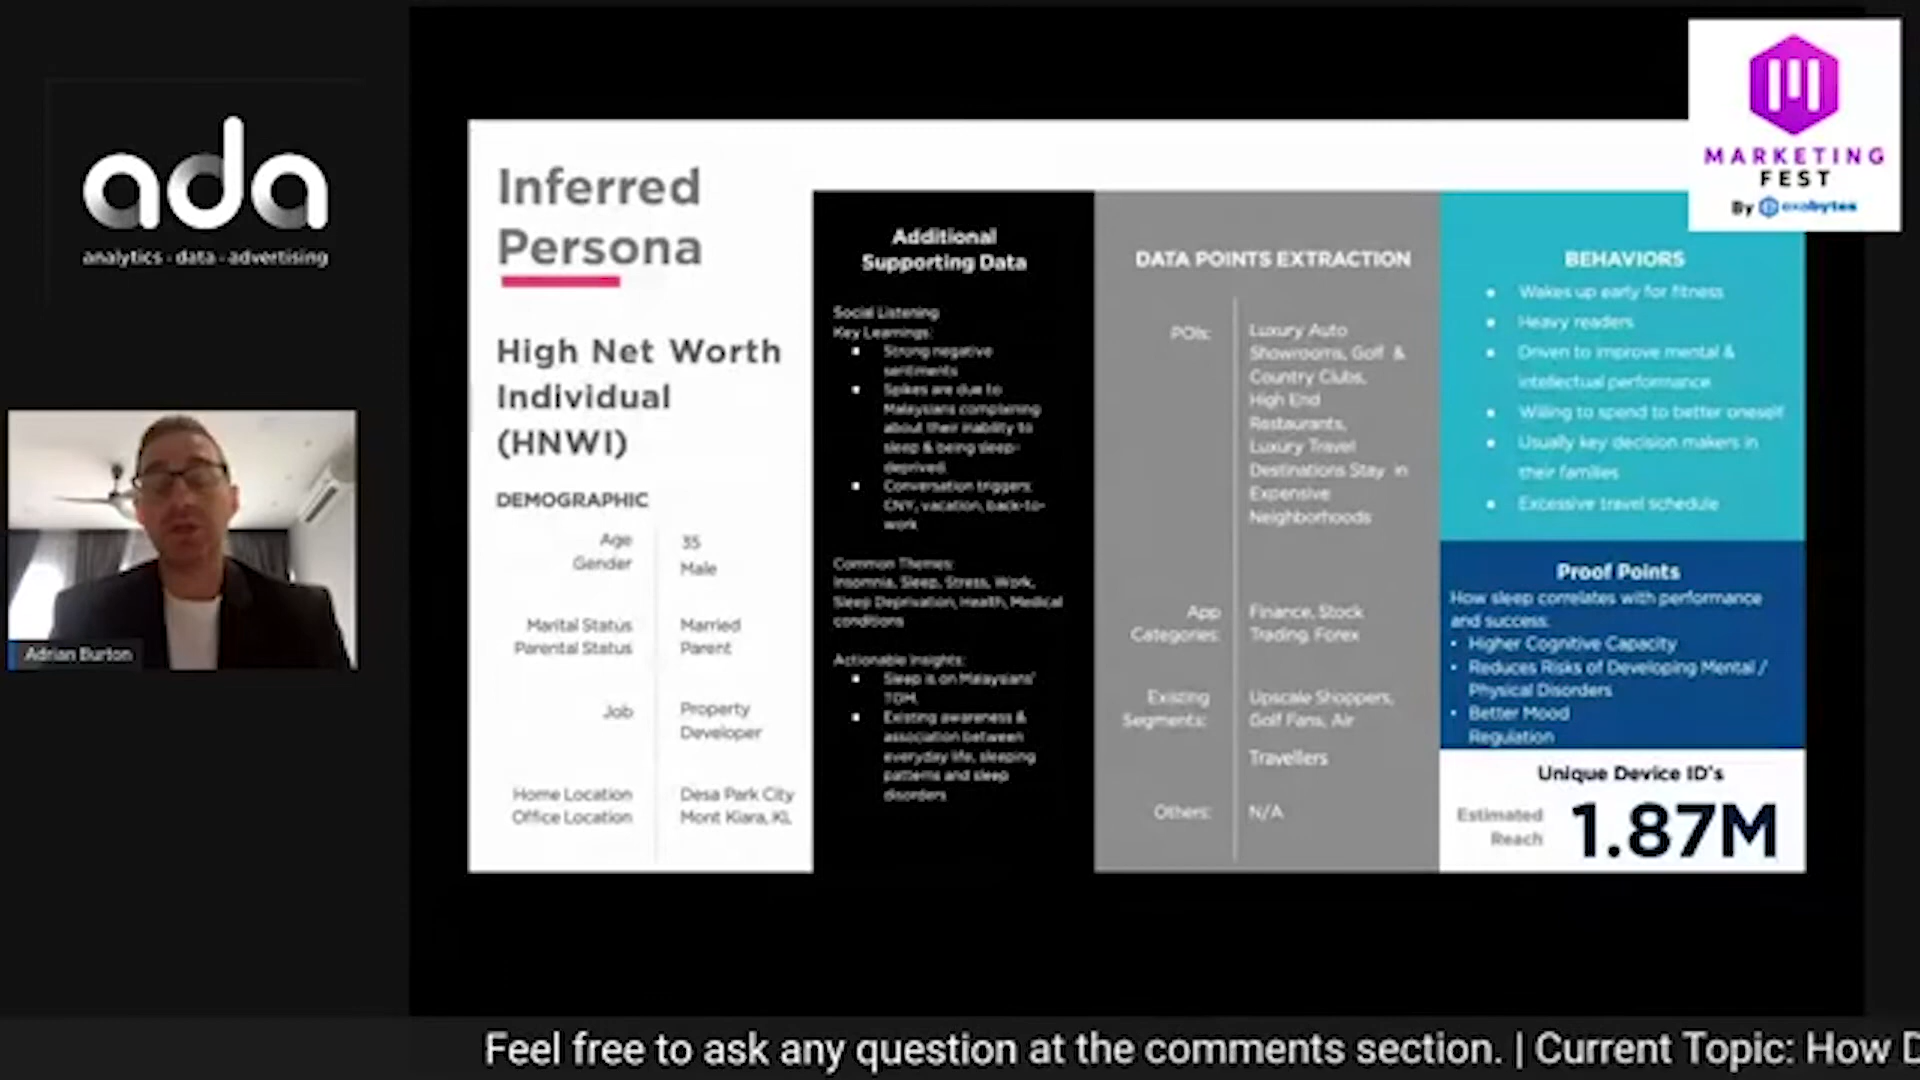 ada
analytics · data · advertising
Adrian Burton
MARKETING
FEST
By exabytes
Inferred
Persona
High Net Worth
Individual
(HNWI)
DEMOGRAPHIC
Age 35
Gender Male
Marital Status Married
Parental Status Parent
Job Property
Developer
Home Location Desa Park City
Office Location Mont Kiara, KL
Additional
Supporting Data
Social Listening
Key Learnings:
Strong negative
sentiments
Spikes are due to
Malaysians complaining
about their inability to
sleep & being sleep-
deprived.
Conversation triggers:
CNY, vacation, back-to-
work
Common Themes:
Insomnia, Sleep, Stress, Work,
Sleep Deprivation, Health, Medical
conditions
Actionable Insights:
Sleep is on Malaysians'
TOM.
Existing awareness &
association between
everyday life, sleeping
patterns and sleep
disorders
DATA POINTS EXTRACTION
POIs: Luxury Auto
Showrooms, Golf &
Country Clubs,
High End
Restaurants,
Luxury Travel
Destinations Stay in
Expensive
Neighborhoods
App Categories: Finance, Stock
Trading, Forex
Existing Segments: Upscale Shoppers,
Golf Fans, Air
Travellers
Others: N/A
BEHAVIORS
• Wakes up early for fitness
• Heavy readers
• Driven to improve mental &
intellectual performance
• Willing to spend to better oneself
• Usually key decision makers in
their families
• Excessive travel schedule
Proof Points
How sleep correlates with performance
and success:
• Higher Cognitive Capacity
• Reduces Risks of Developing Mental /
Physical Disorders
• Better Mood
Regulation
Unique Device ID's
Estimated
Reach
1.87M
Feel free to ask any question at the comments section. | Current Topic: How D